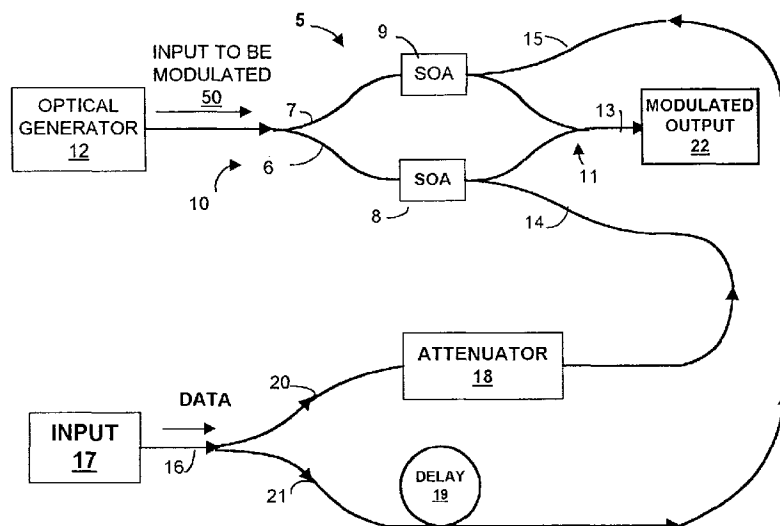 5
9
15
INPUT TO BE
MODULATED
50
SOA
OPTICAL
GENERATOR
12
7
6
13
MODULATED
OUTPUT
22
10
SOA
8
11
14
ATTENUATOR
18
20
DATA
INPUT
17
16
21
DELAY
19